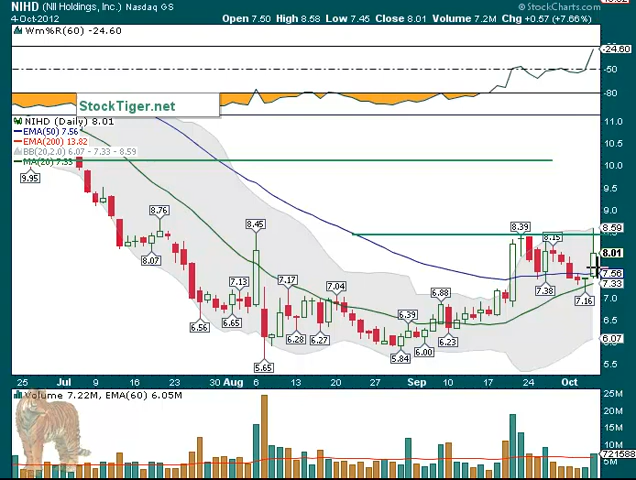 NIHD (NII Holdings, Inc.) Nasdaq GS
© StockCharts.com
4-Oct-2012
Open 7.50 High 8.58 Low 7.45 Close 8.01 Volume 7.2M Chg +0.57 (+7.66%)
Wm%R(60) -24.60
-24.60
-50
-80
StockTiger.net
NIHD (Daily) 8.01
EMA(50) 7.56
EMA(200) 13.82
BB(20,2.0) 6.07 - 7.33 - 8.59
MA(20) 7.33
11.0
10.5
10.0
9.5
9.0
8.59
8.01
7.56
7.33
7.0
6.5
6.07
5.5
9.95
8.76
8.07
6.56
7.13
6.65
8.45
5.65
7.17
6.28
6.27
7.04
5.84
6.39
6.00
6.88
6.23
8.39
8.15
7.38
7.16
25 Jul 9 16 23 30 Aug 6 13 20 27 Sep 10 17 24 Oct
Volume 7.22M, EMA(60) 6.05M
25M
20M
15M
10M
5M
721588